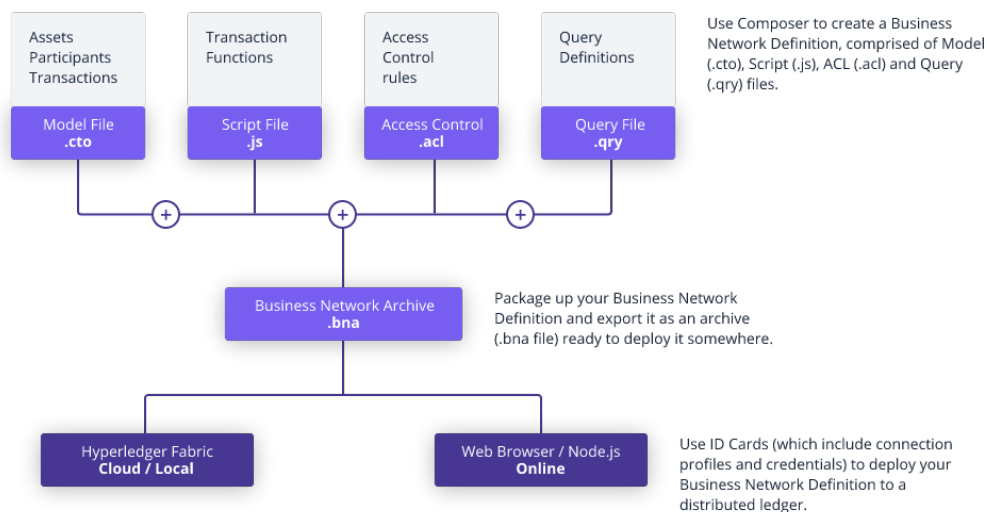 Assets
Participants
Transactions
Model File
.cto
Transaction
Functions
Script File
.js
Access
Control
rules
Access Control
.acl
Query
Definitions
Query File
.qry
Use Composer to create a Business
Network Definition, comprised of Model
(.cto), Script (.js), ACL (.acl) and Query
(.qry) files.
+
+
+
Business Network Archive
.bna
Package up your Business Network
Definition and export it as an archive
(.bna file) ready to deploy it somewhere.
Hyperledger Fabric
Cloud / Local
Web Browser / Node.js
Online
Use ID Cards (which include connection
profiles and credentials) to deploy your
Business Network Definition to a
distributed ledger.